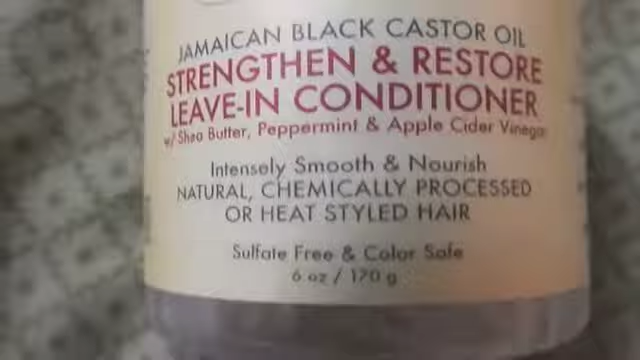 JAMAICAN BLACK CASTOR OIL
STRENGTHEN & RESTORE
LEAVE-IN CONDITIONER
w/ Shea Butter, Peppermint & Apple Cider Vinegar
Intensely Smooth & Nourish
NATURAL, CHEMICALLY PROCESSED
OR HEAT STYLED HAIR
Sulfate Free & Color Safe
6 oz / 170 g